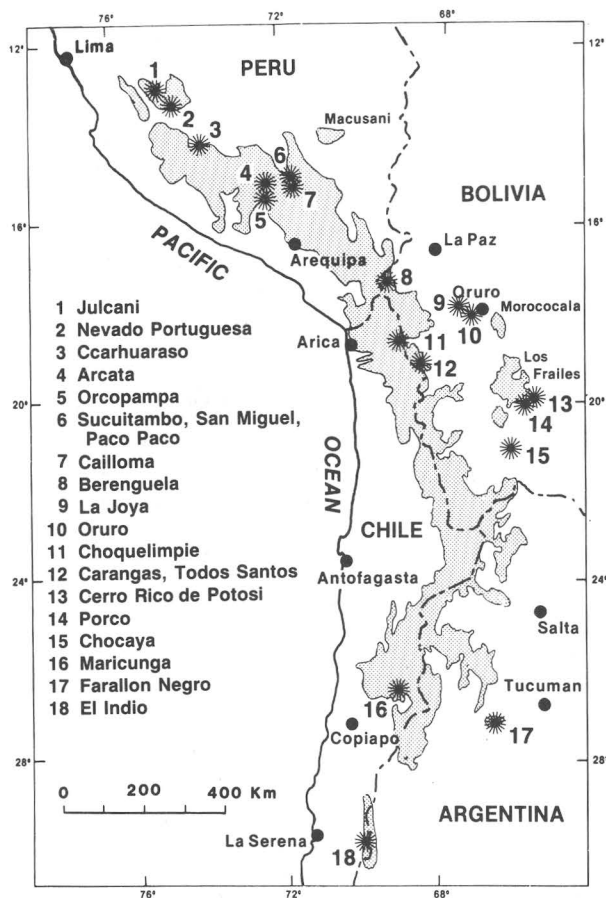 76°
72°
68°
12°
12°
Lima
PERU
1
2
3
Macusani
6
4
7
5
BOLIVIA
16°
16°
La Paz
PACIFIC
Arequipa
8
Oruro
9
10
Morococala
Arica
11
12
Los
Frailes
20°
20°
13
14
15
OCEAN
1 Julcani
2 Nevado Portuguesa
3 Ccarhuaraso
4 Arcata
5 Orcopampa
6 Sucuitambo, San Miguel,
Paco Paco
7 Cailloma
8 Berenguela
9 La Joya
10 Oruro
11 Choquelimpie
12 Carangas, Todos Santos
13 Cerro Rico de Potosi
14 Porco
15 Chocaya
16 Maricunga
17 Farallon Negro
18 El Indio
CHILE
24°
24°
Antofagasta
Salta
Tucuman
16
17
Copiapo
28°
28°
0 200 400 Km
ARGENTINA
La Serena
18
76°
72°
68°